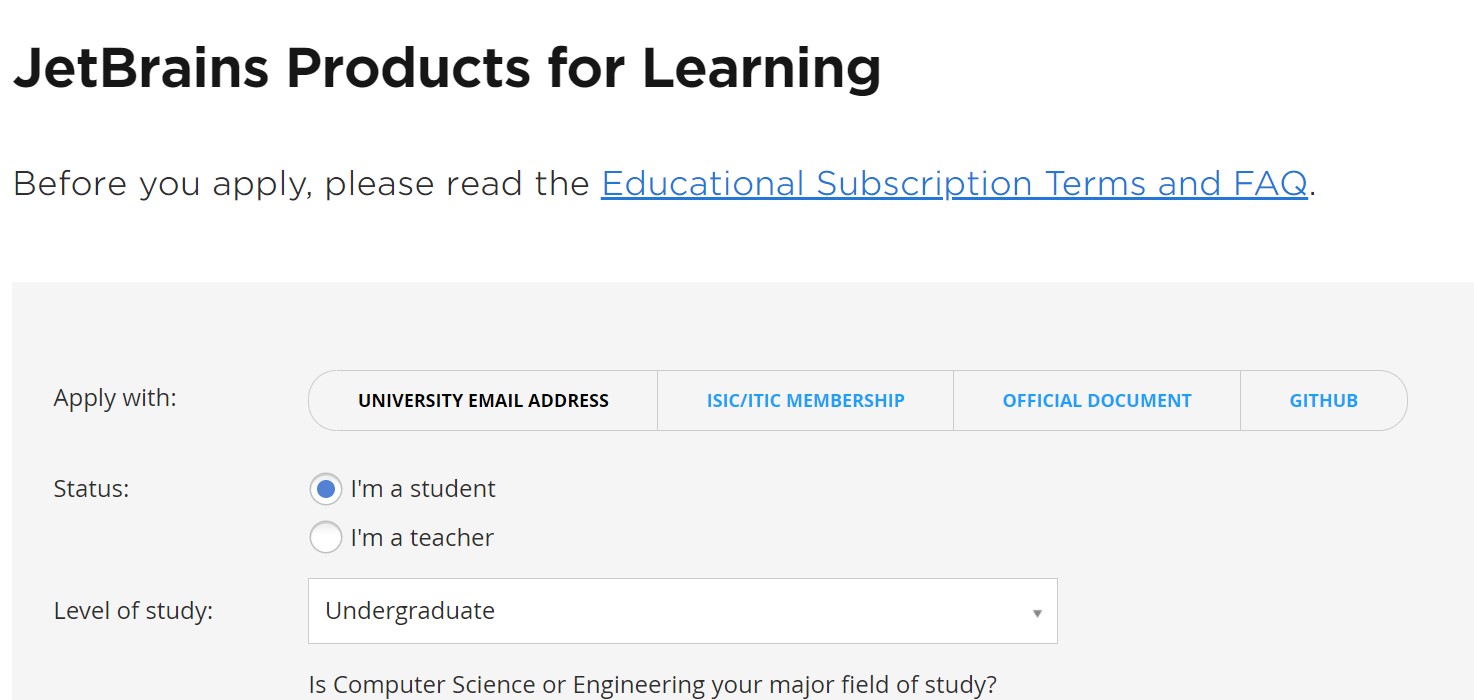 JetBrains Products for Learning
Before you apply, please read the Educational Subscription Terms and FAQ.
Apply with: UNIVERSITY EMAIL ADDRESS ISIC/ITIC MEMBERSHIP OFFICIAL DOCUMENT GITHUB
Status: I'm a student
I'm a teacher
Level of study: Undergraduate
Is Computer Science or Engineering your major field of study?